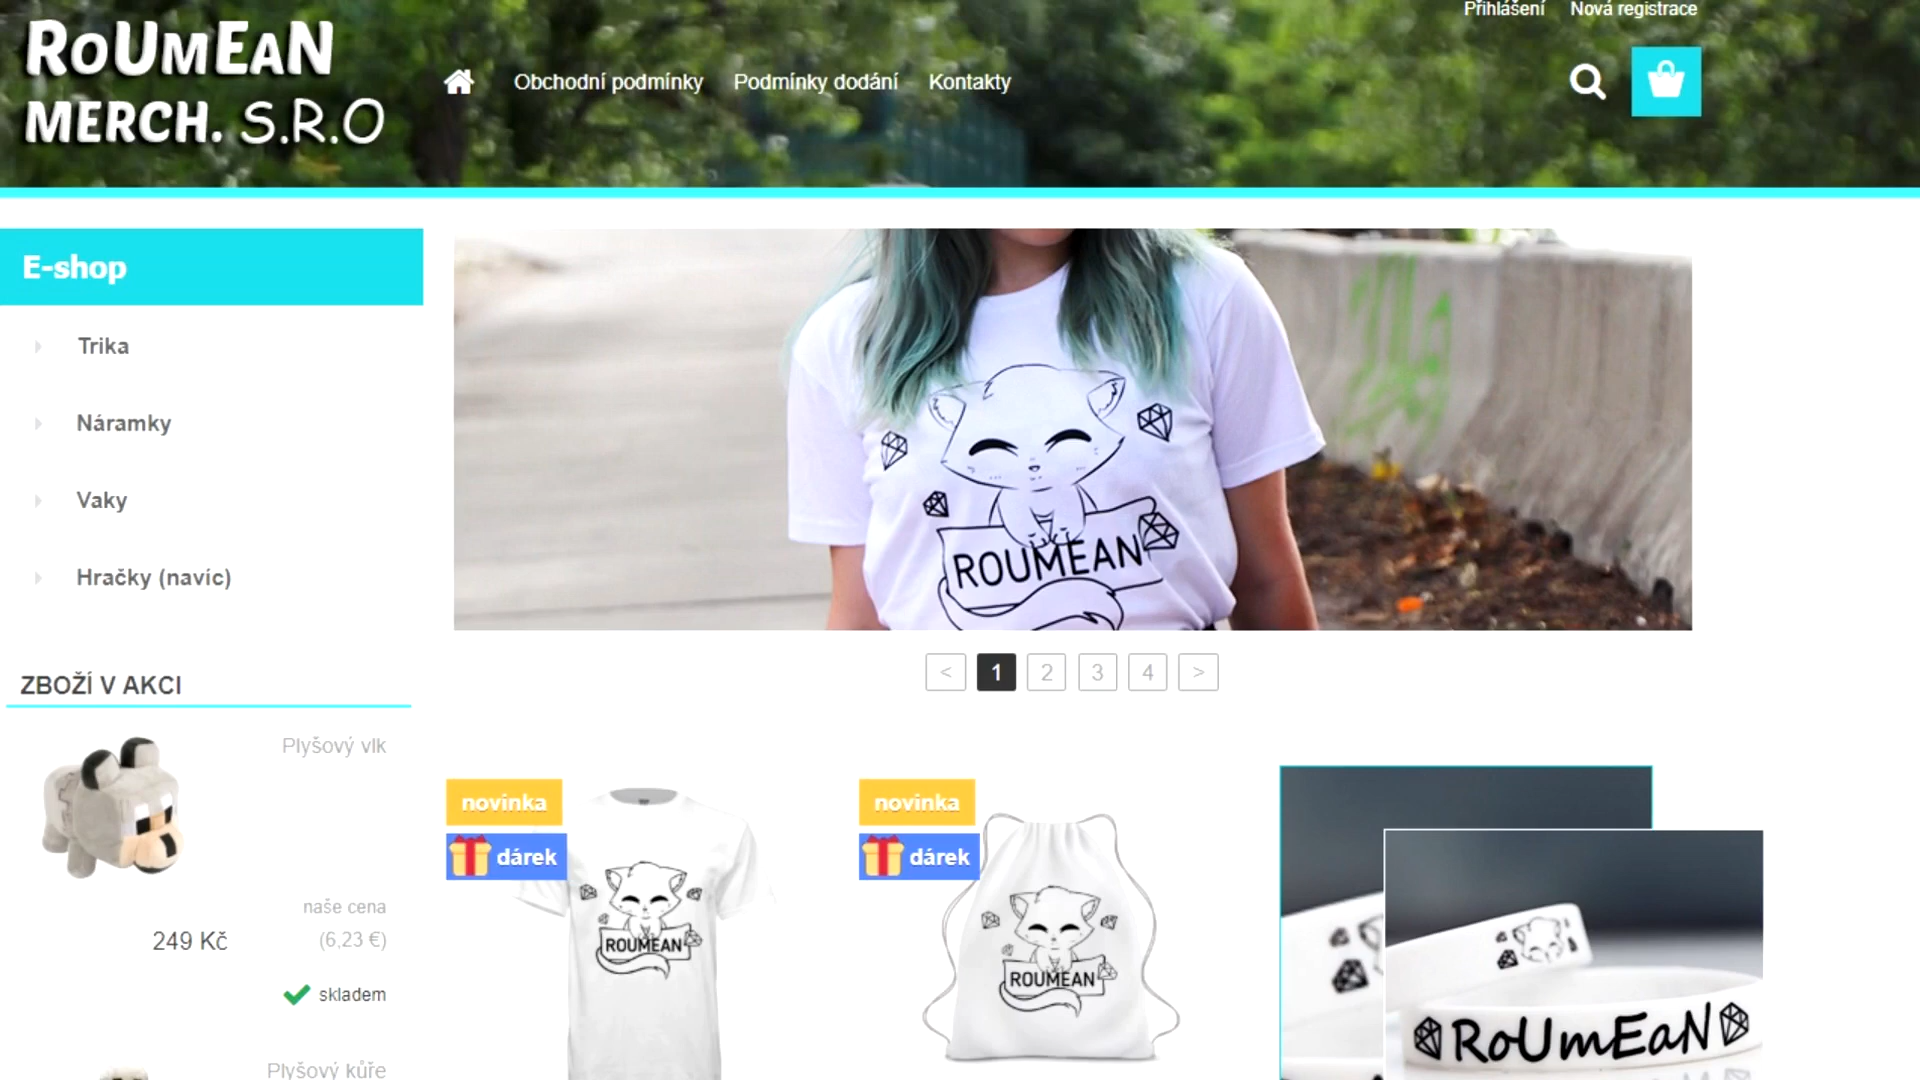 Přihlášení Nová registrace
RoUmEaN
MERCH. S.R.O
Obchodní podmínky Podmínky dodání Kontakty
E-shop
Trika
Náramky
Vaky
Hračky (navíc)
ROUMEAN
< 1 2 3 4 >
ZBOŽÍ V AKCI
Plyšový vlk
naše cena
249 Kč (6,23 €)
skladem
Plyšový kůře
novinka
dárek
ROUMEAN
novinka
dárek
ROUMEAN
RoUmEaN